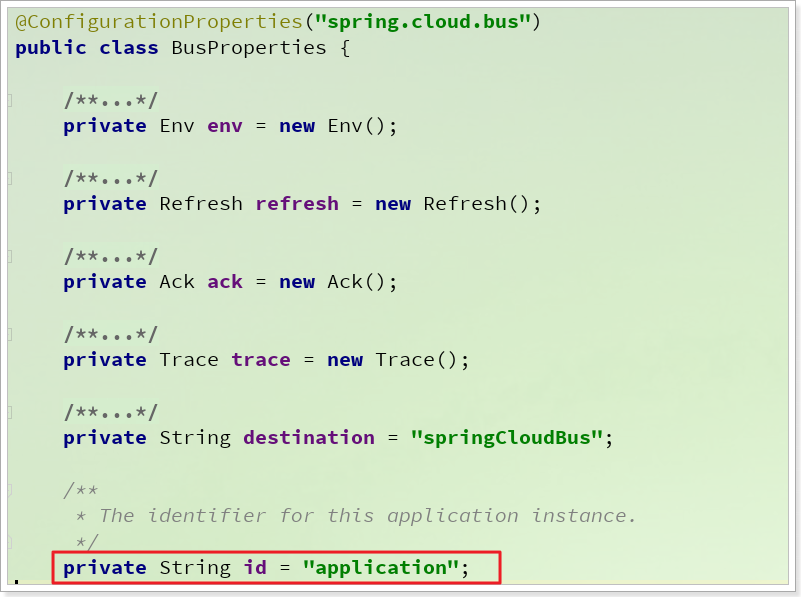 @ConfigurationProperties("spring.cloud.bus")
public class BusProperties {
/**...*/
private Env env = new Env();
/**...*/
private Refresh refresh = new Refresh();
/**...*/
private Ack ack = new Ack();
/**...*/
private Trace trace = new Trace();
/**...*/
private String destination = "springCloudBus";
/**
* The identifier for this application instance.
*/
private String id = "application";